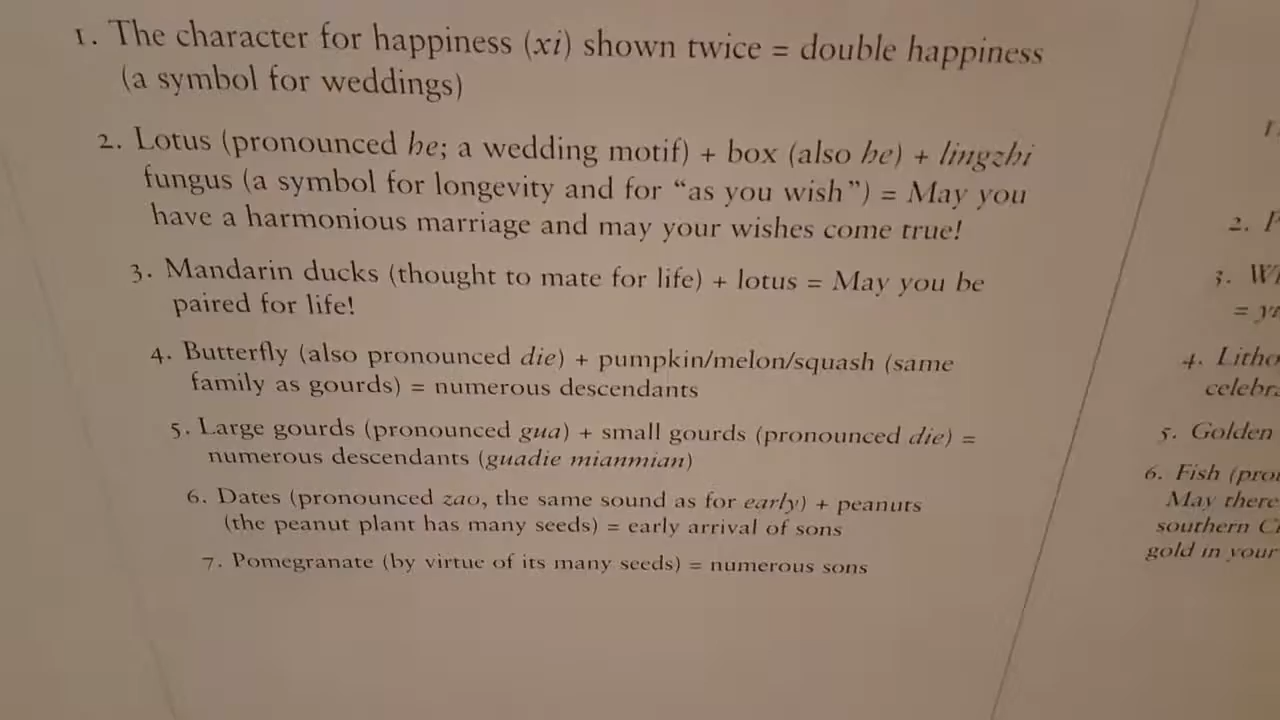 1. The character for happiness (xi) shown twice = double happiness
(a symbol for weddings)
2. Lotus (pronounced he; a wedding motif) + box (also he) + lingzhi
fungus (a symbol for longevity and for “as you wish”) = May you
have a harmonious marriage and may your wishes come true!
3. Mandarin ducks (thought to mate for life) + lotus = May you be
paired for life!
4. Butterfly (also pronounced die) + pumpkin/melon/squash (same
family as gourds) = numerous descendants
5. Large gourds (pronounced gua) + small gourds (pronounced die) =
numerous descendants (guadie mianmian)
6. Dates (pronounced zao, the same sound as for early) + peanuts
(the peanut plant has many seeds) = early arrival of sons
7. Pomegranate (by virtue of its many seeds) = numerous sons
2.
3.
=
4.
5. Golden
6. Fish
May there
southern
gold in your